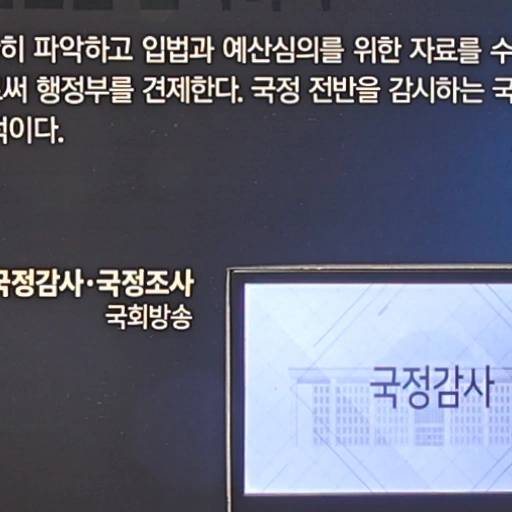 히 파악하고 입법과 예산심의를 위한 자료를 수
써 행정부를 견제한다. 국정 전반을 감시하는 국
이다.
국정감사·국정조사
국회방송
국정감사